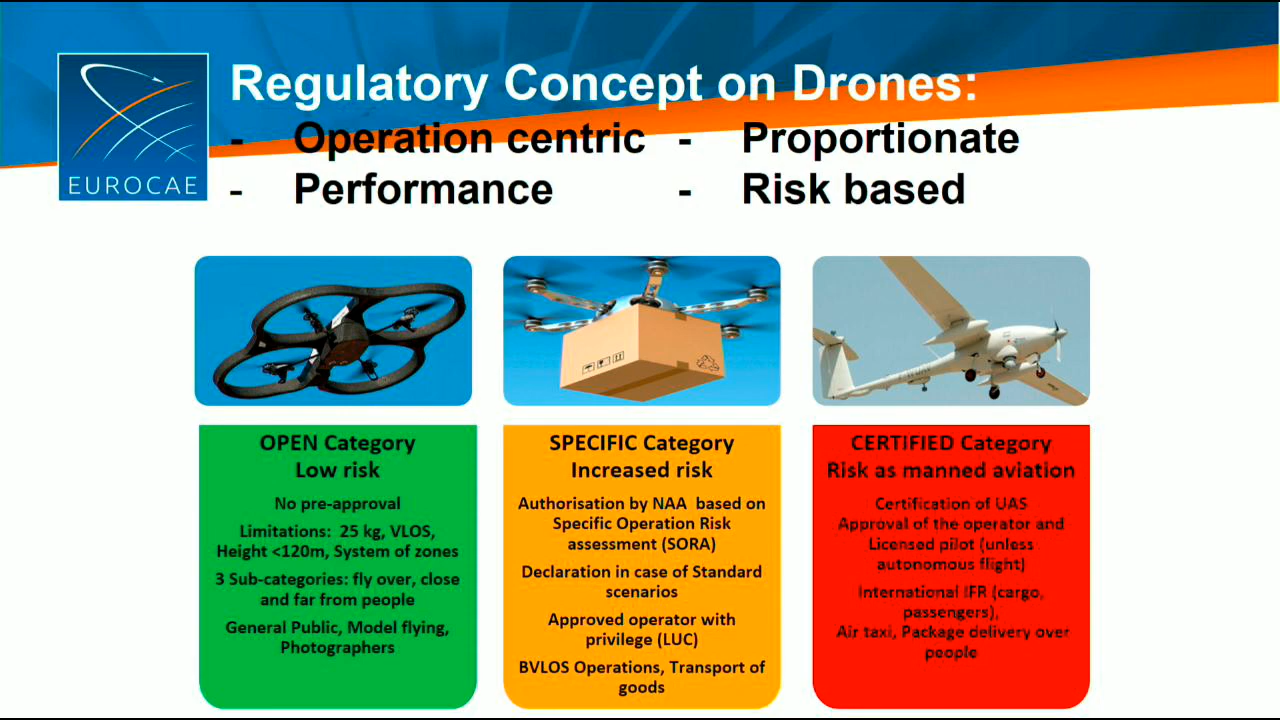 EUROCAE
Regulatory Concept on Drones:
- Operation centric - Proportionate
- Performance - Risk based
OPEN Category
Low risk
No pre-approval
Limitations: 25 kg, VLOS,
Height <120m, System of zones
3 Sub-categories: fly over, close
and far from people
General Public, Model flying,
Photographers
SPECIFIC Category
Increased risk
Authorisation by NAA based on
Specific Operation Risk
assessment (SORA)
Declaration in case of Standard
scenarios
Approved operator with
privilege (LUC)
BVLOS Operations, Transport of
goods
CERTIFIED Category
Risk as manned aviation
Certification of UAS
Approval of the operator and
Licensed pilot (unless
autonomous flight)
International IFR (cargo,
passengers),
Air taxi, Package delivery over
people